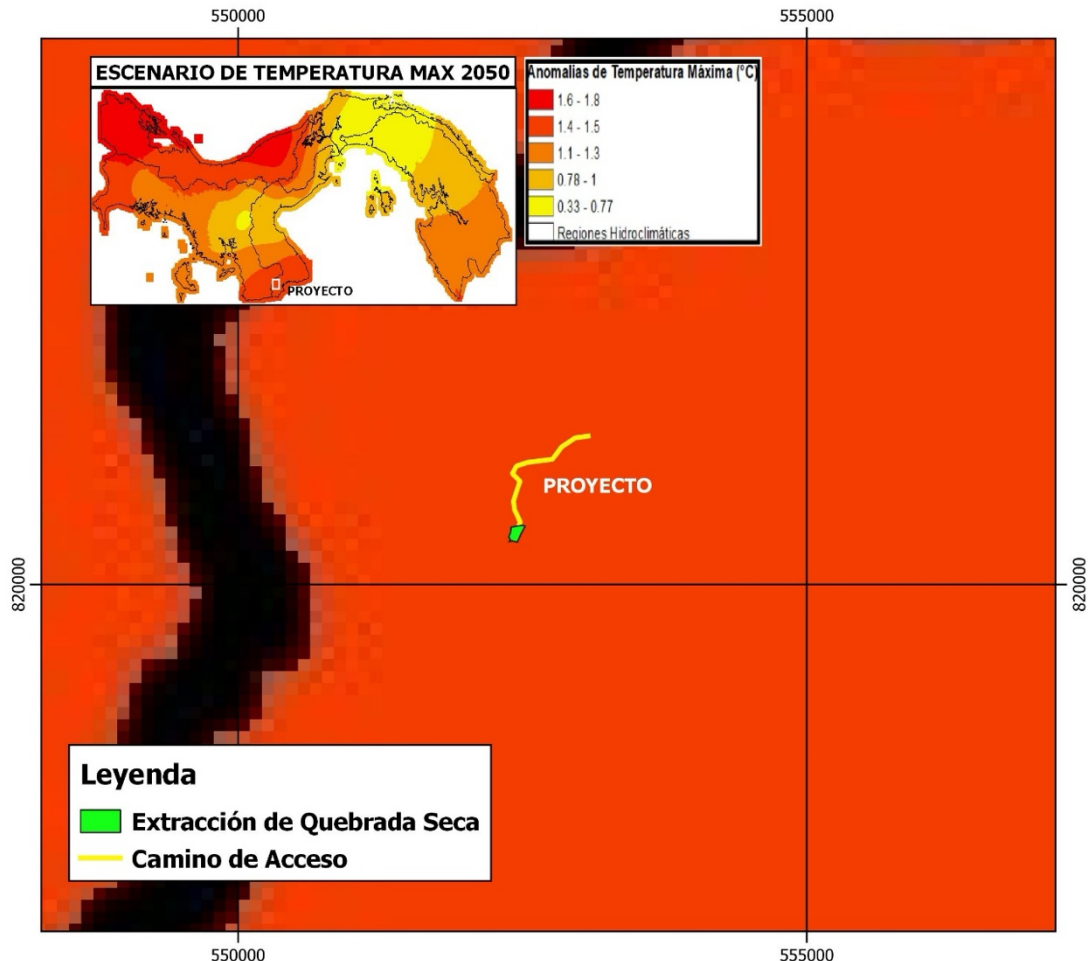 550000
555000
ESCENARIO DE TEMPERATURA MAX 2050
PROYECTO
Anomalias de Temperatura Máxima (°C)
1.6 - 1.8
1.4 - 1.5
1.1 - 1.3
0.78 - 1
0.33 - 0.77
Regiones Hidroclimáticas
PROYECTO
820000
820000
Leyenda
Extracción de Quebrada Seca
Camino de Acceso
550000
555000